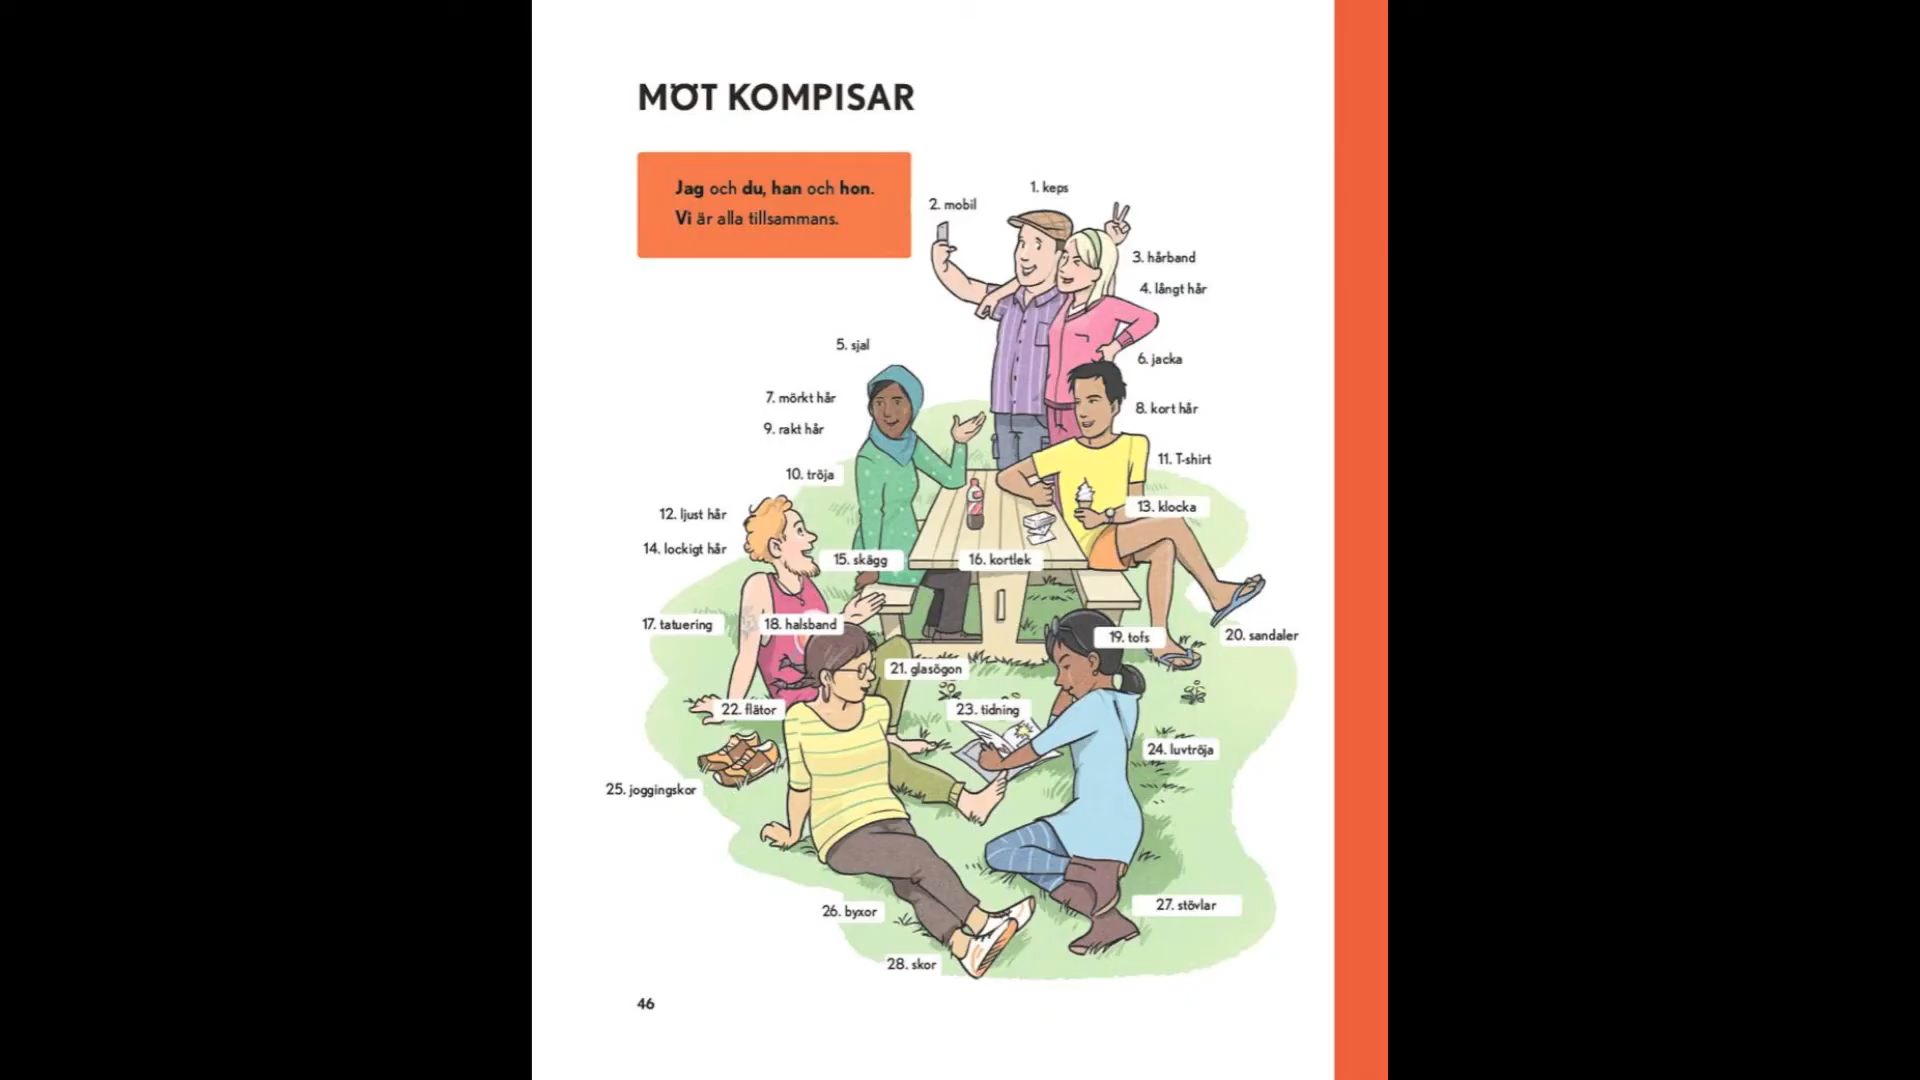 MÖT KOMPISAR
Jag och du, han och hon.
Vi är alla tillsammans.
1. keps
2. mobil
3. hårband
4. långt hår
5. sjal
6. jacka
7. mörkt hår
8. kort hår
9. rakt hår
10. tröja
11. T-shirt
12. ljust hår
13. klocka
14. lockigt hår
15. skägg
16. kortlek
17. tatuering
18. halsband
19. tofs
20. sandaler
21. glasögon
22. flätor
23. tidning
24. luvtröja
25. joggingskor
26. byxor
27. stövlar
28. skor
46